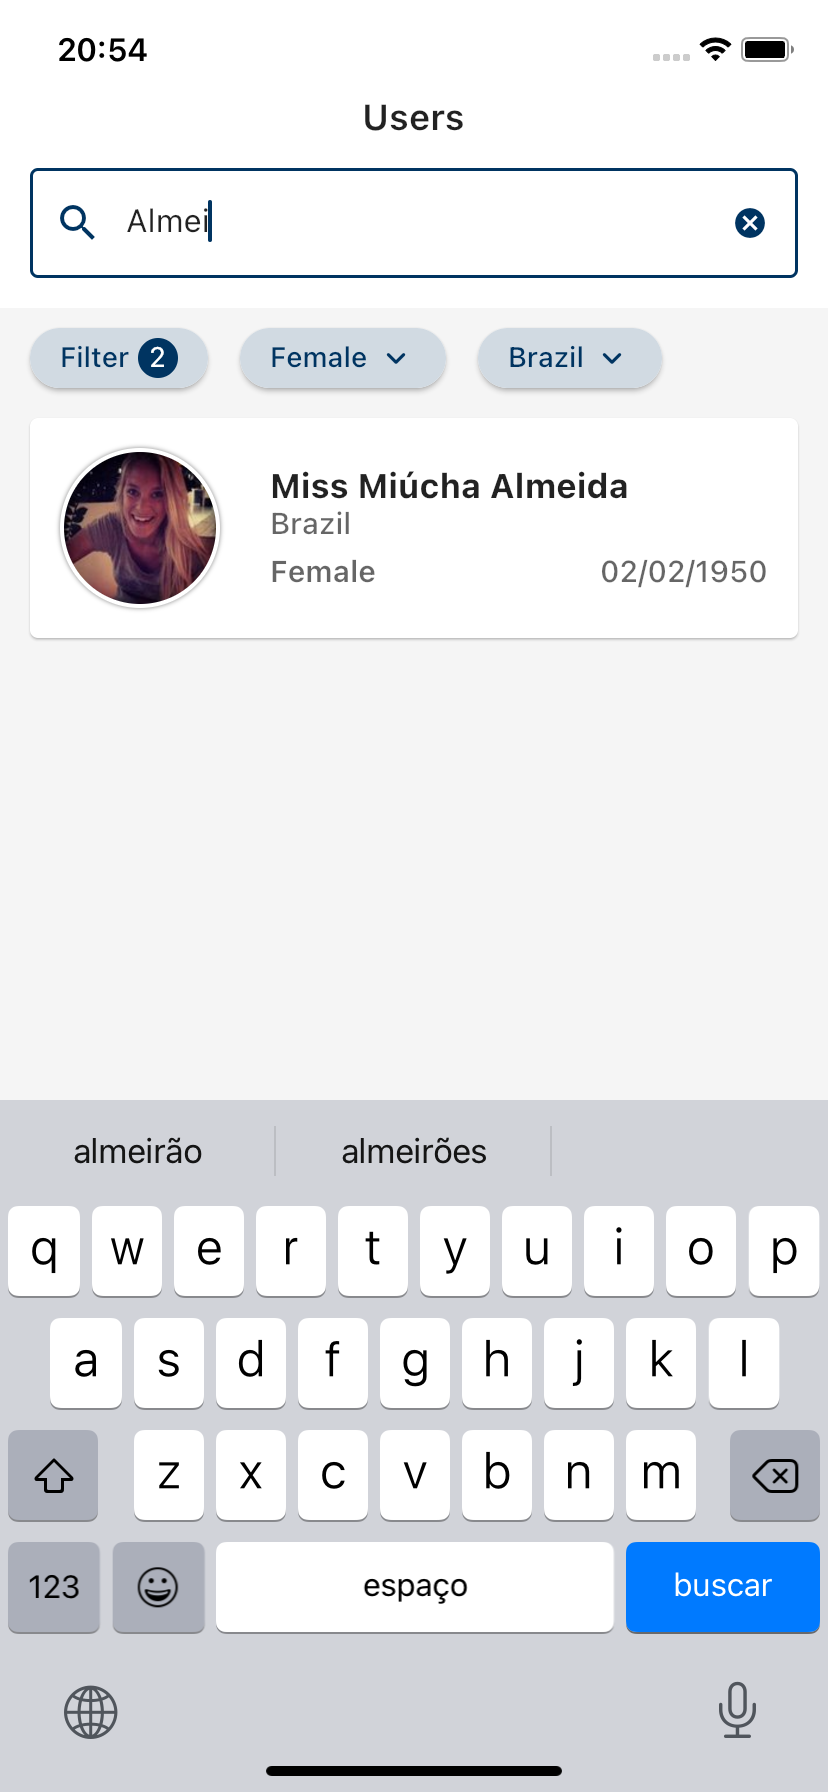 20:54
Users
Almei
Filter 2 Female Brazil
Miss Miúcha Almeida
Brazil
Female 02/02/1950
almeirão almeirões
q w e r t y u i o p
a s d f g h j k l
z x c v b n m
123 espaço buscar